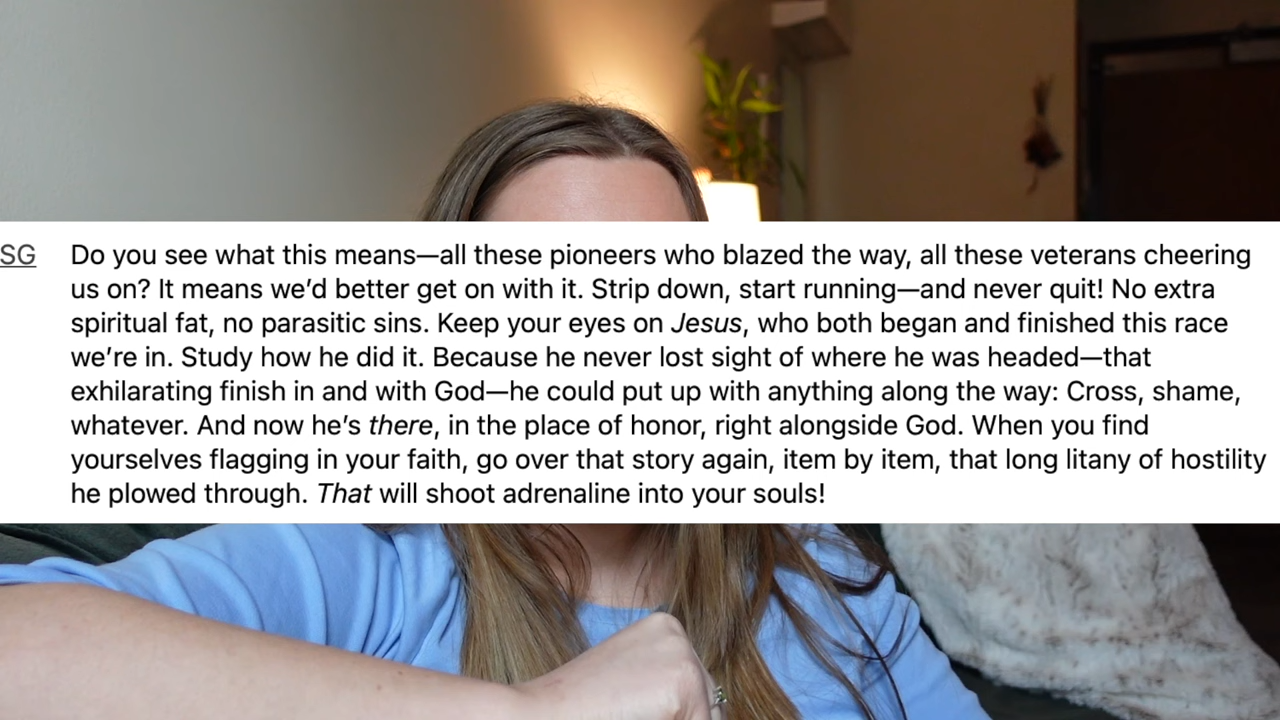 SG Do you see what this means—all these pioneers who blazed the way, all these veterans cheering
us on? It means we’d better get on with it. Strip down, start running—and never quit! No extra
spiritual fat, no parasitic sins. Keep your eyes on Jesus, who both began and finished this race
we’re in. Study how he did it. Because he never lost sight of where he was headed—that
exhilarating finish in and with God—he could put up with anything along the way: Cross, shame,
whatever. And now he’s there, in the place of honor, right alongside God. When you find
yourselves flagging in your faith, go over that story again, item by item, that long litany of hostility
he plowed through. That will shoot adrenaline into your souls!